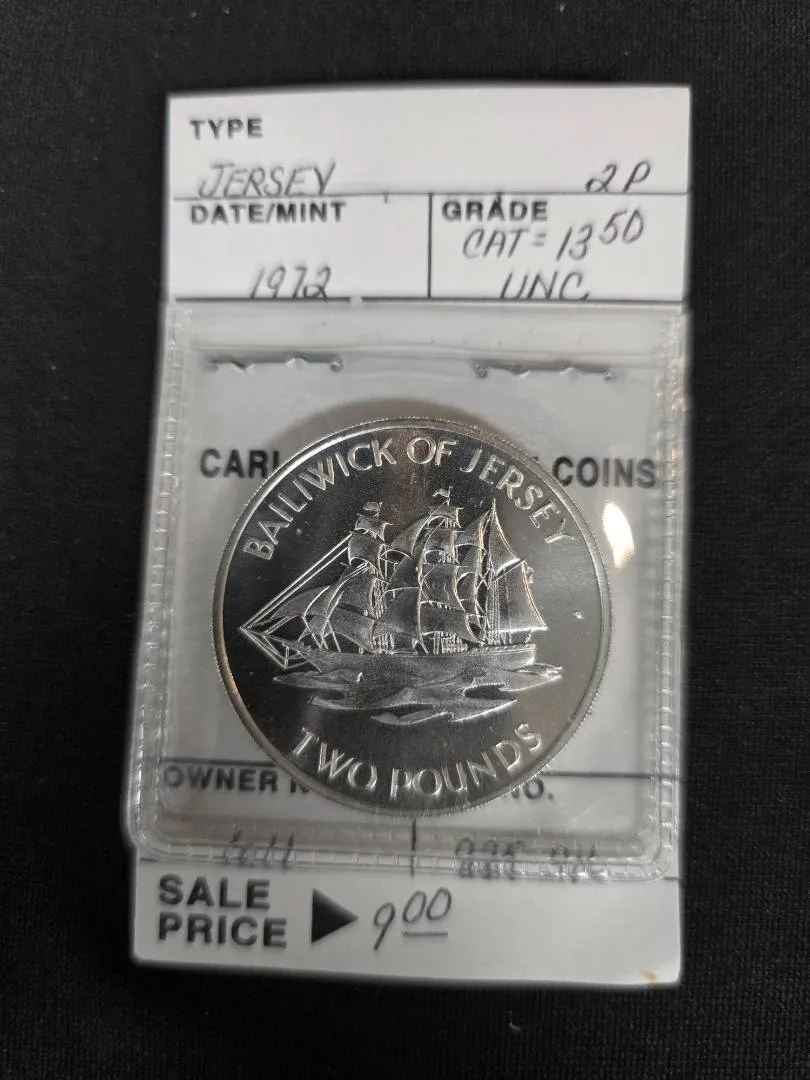 TYPE
JERSEY 2P
DATE/MINT GRADE
CAT = 13 50
1972 UNC
CARL COINS
BAILIWICK OF JERSEY
TWO POUNDS
OWNER NO.
SALE
PRICE 9 00